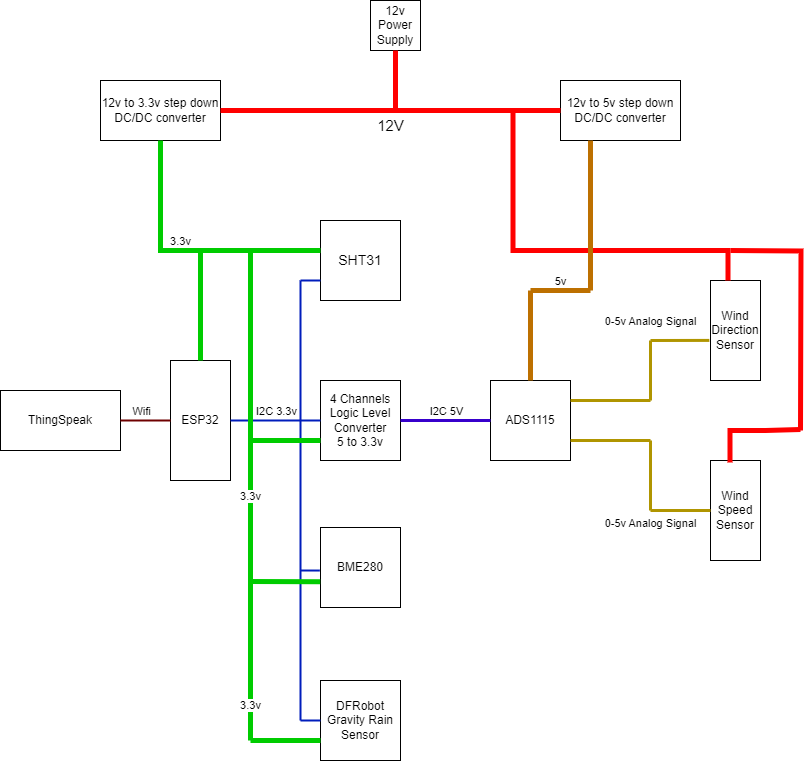 12v
Power
Supply
12v to 3.3v step down
DC/DC converter
12v to 5v step down
DC/DC converter
12V
3.3v
SHT31
5v
Wind
Direction
Sensor
0-5v Analog Signal
ThingSpeak
Wifi
ESP32
I2C 3.3v
4 Channels
Logic Level
Converter
5 to 3.3v
I2C 5V
ADS1115
3.3v
Wind
Speed
Sensor
0-5v Analog Signal
BME280
3.3v
DFRobot
Gravity Rain
Sensor